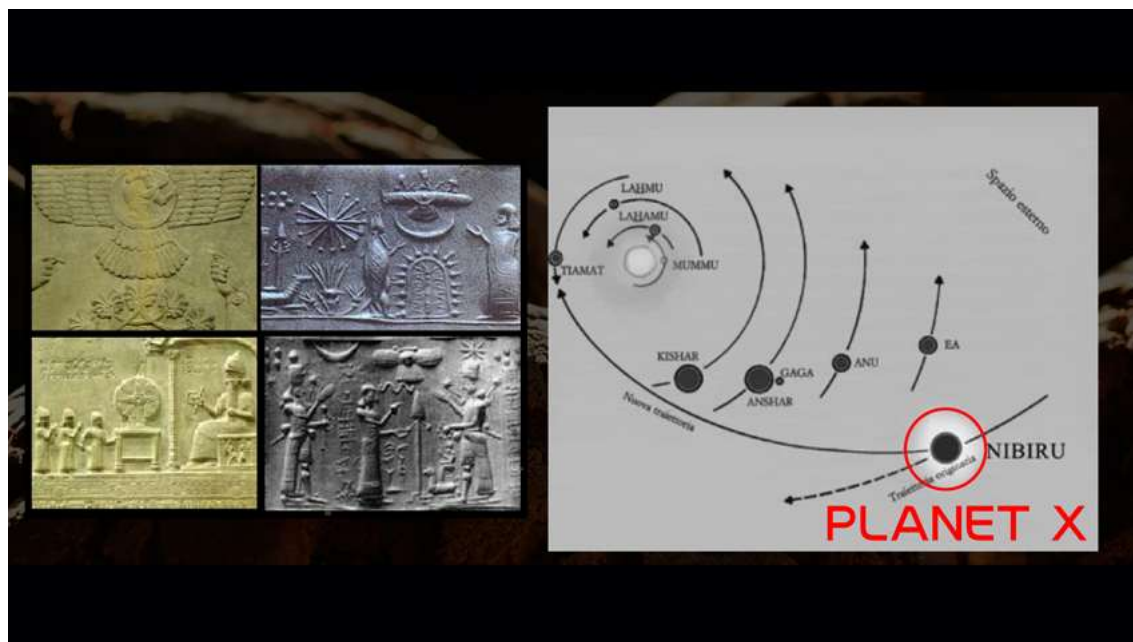 LAHMU
LAHAMU
TIAMAT
MUMMU
Spazio esterno
KISHAR
GAGA
ANSHAR
ANU
EA
Nuova traiettoria
NIBIRU
Traiettoria originaria
PLANET X